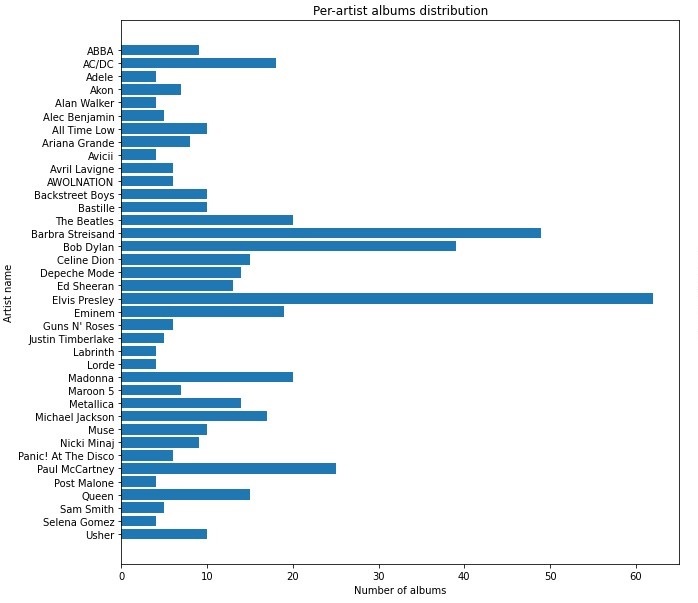 Per-artist albums distribution
ABBA
AC/DC
Adele
Akon
Alan Walker
Alec Benjamin
All Time Low
Ariana Grande
Avicii
Avril Lavigne
AWOLNATION
Backstreet Boys
Bastille
The Beatles
Barbra Streisand
Bob Dylan
Celine Dion
Depeche Mode
Ed Sheeran
Elvis Presley
Eminem
Guns N' Roses
Justin Timberlake
Labrinth
Lorde
Madonna
Maroon 5
Metallica
Michael Jackson
Muse
Nicki Minaj
Panic! At The Disco
Paul McCartney
Post Malone
Queen
Sam Smith
Selena Gomez
Usher
Artist name
0 10 20 30 40 50 60
Number of albums